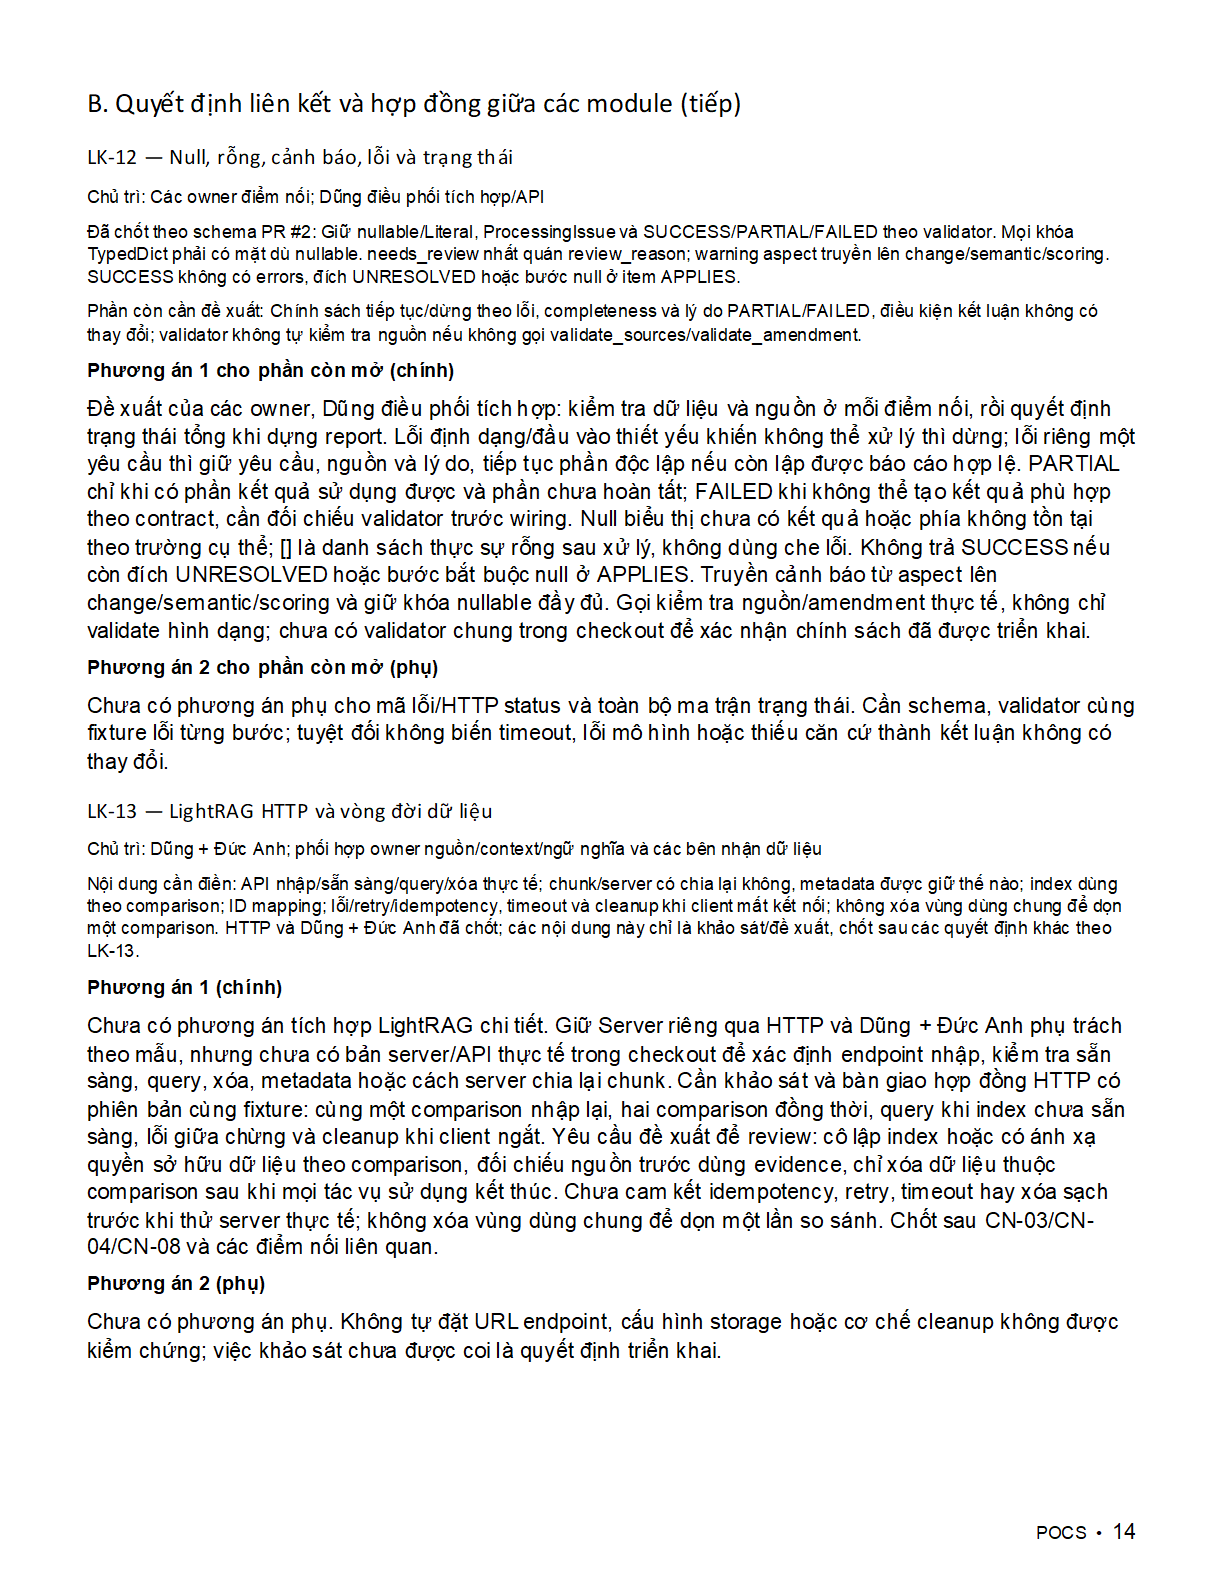 B. Quyết định liên kết và hợp đồng giữa các module (tiếp)
LK-12 — Null, rỗng, cảnh báo, lỗi và trạng thái
Chủ trì: Các owner điểm nối; Dũng điều phối tích hợp/API
Đã chốt theo schema PR #2: Giữ nullable/Literal, ProcessingIssue và SUCCESS/PARTIAL/FAILED theo validator. Mọi khóa
TypedDict phải có mặt dù nullable. needs_review nhất quán review_reason; warning aspect truyền lên change/semantic/scoring.
SUCCESS không có errors, đích UNRESOLVED hoặc bước null ở item APPLIES.
Phần còn cần đề xuất: Chính sách tiếp tục/dừng theo lỗi, completeness và lý do PARTIAL/FAILED, điều kiện kết luận không có
thay đổi; validator không tự kiểm tra nguồn nếu không gọi validate_sources/validate_amendment.
Phương án 1 cho phần còn mở (chính)
Đề xuất của các owner, Dũng điều phối tích hợp: kiểm tra dữ liệu và nguồn ở mỗi điểm nối, rồi quyết định
trạng thái tổng khi dựng report. Lỗi định dạng/đầu vào thiết yếu khiến không thể xử lý thì dừng; lỗi riêng một
yêu cầu thì giữ yêu cầu, nguồn và lý do, tiếp tục phần độc lập nếu còn lập được báo cáo hợp lệ. PARTIAL
chỉ khi có phần kết quả sử dụng được và phần chưa hoàn tất; FAILED khi không thể tạo kết quả phù hợp
theo contract, cần đối chiếu validator trước wiring. Null biểu thị chưa có kết quả hoặc phía không tồn tại
theo trường cụ thể; [] là danh sách thực sự rỗng sau xử lý, không dùng che lỗi. Không trả SUCCESS nếu
còn đích UNRESOLVED hoặc bước bắt buộc null ở APPLIES. Truyền cảnh báo từ aspect lên
change/semantic/scoring và giữ khóa nullable đầy đủ. Gọi kiểm tra nguồn/amendment thực tế, không chỉ
validate hình dạng; chưa có validator chung trong checkout để xác nhận chính sách đã được triển khai.
Phương án 2 cho phần còn mở (phụ)
Chưa có phương án phụ cho mã lỗi/HTTP status và toàn bộ ma trận trạng thái. Cần schema, validator cùng
fixture lỗi từng bước; tuyệt đối không biến timeout, lỗi mô hình hoặc thiếu căn cứ thành kết luận không có
thay đổi.
LK-13 — LightRAG HTTP và vòng đời dữ liệu
Chủ trì: Dũng + Đức Anh; phối hợp owner nguồn/context/ngữ nghĩa và các bên nhận dữ liệu
Nội dung cần điền: API nhập/sẵn sàng/query/xóa thực tế; chunk/server có chia lại không, metadata được giữ thế nào; index dùng
theo comparison; ID mapping; lỗi/retry/idempotency, timeout và cleanup khi client mất kết nối; không xóa vùng dùng chung để dọn
một comparison. HTTP và Dũng + Đức Anh đã chốt; các nội dung này chỉ là khảo sát/đề xuất, chốt sau các quyết định khác theo
LK-13.
Phương án 1 (chính)
Chưa có phương án tích hợp LightRAG chi tiết. Giữ Server riêng qua HTTP và Dũng + Đức Anh phụ trách
theo mẫu, nhưng chưa có bản server/API thực tế trong checkout để xác định endpoint nhập, kiểm tra sẵn
sàng, query, xóa, metadata hoặc cách server chia lại chunk. Cần khảo sát và bàn giao hợp đồng HTTP có
phiên bản cùng fixture: cùng một comparison nhập lại, hai comparison đồng thời, query khi index chưa sẵn
sàng, lỗi giữa chừng và cleanup khi client ngắt. Yêu cầu đề xuất để review: cô lập index hoặc có ánh xạ
quyền sở hữu dữ liệu theo comparison, đối chiếu nguồn trước dùng evidence, chỉ xóa dữ liệu thuộc
comparison sau khi mọi tác vụ sử dụng kết thúc. Chưa cam kết idempotency, retry, timeout hay xóa sạch
trước khi thử server thực tế; không xóa vùng dùng chung để dọn một lần so sánh. Chốt sau CN-03/CN-
04/CN-08 và các điểm nối liên quan.
Phương án 2 (phụ)
Chưa có phương án phụ. Không tự đặt URL endpoint, cấu hình storage hoặc cơ chế cleanup không được
kiểm chứng; việc khảo sát chưa được coi là quyết định triển khai.
POCS • 14